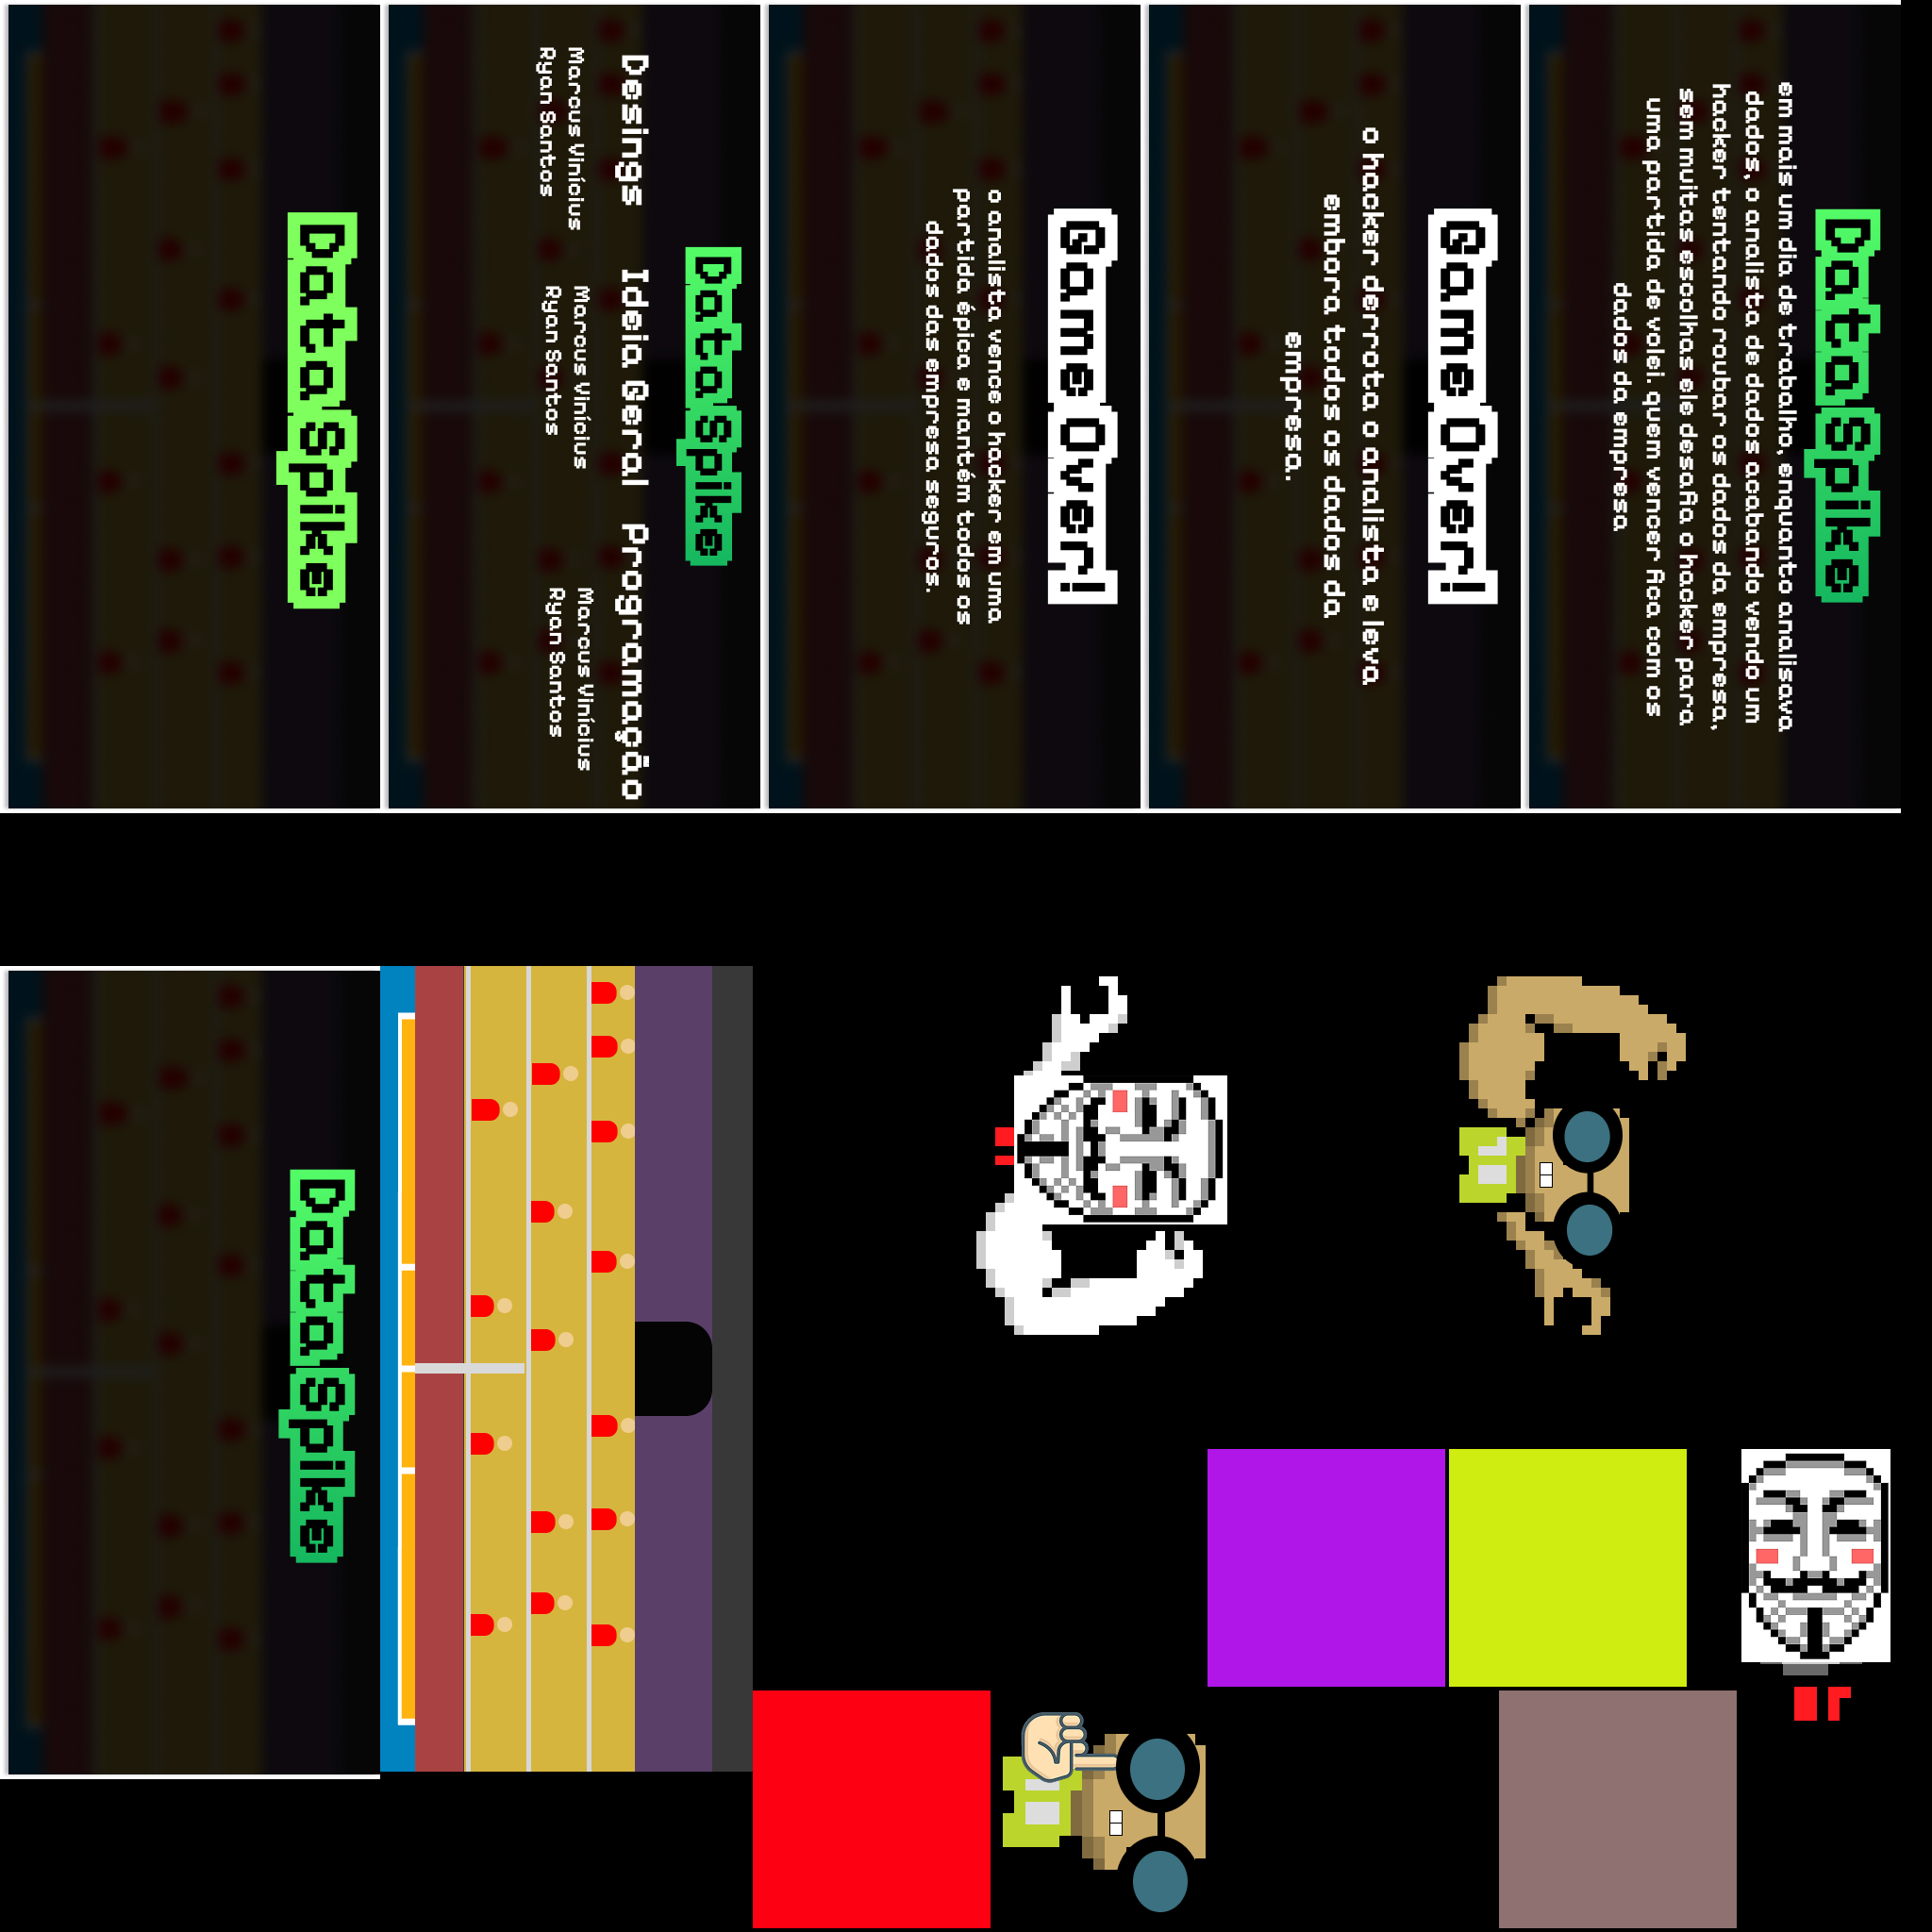 Data
Spike
Data
Spike
Desings
Ideia Geral
Programação
Marcus Vinícius
Ryan Santos
Marcus Vinícius
Ryan Santos
Marcus Vinícius
Ryan Santos
Game Over!
o analista vence o hacker em uma
partida épica e mantém todos os
dados das empresa seguros.
Game Over!
o hacker derrota o analista e leva
embora todos os dados da
empresa.
Data
Spike
em mais um dia de trabalho, enquanto analisava
dados, o analista de dados acabando vendo um
hacker tentando roubar os dados da empresa,
sem muitas escolhas ele desafia o hacker para
uma partida de volei. quem vencer fica com os
dados da empresa
Data
Spike